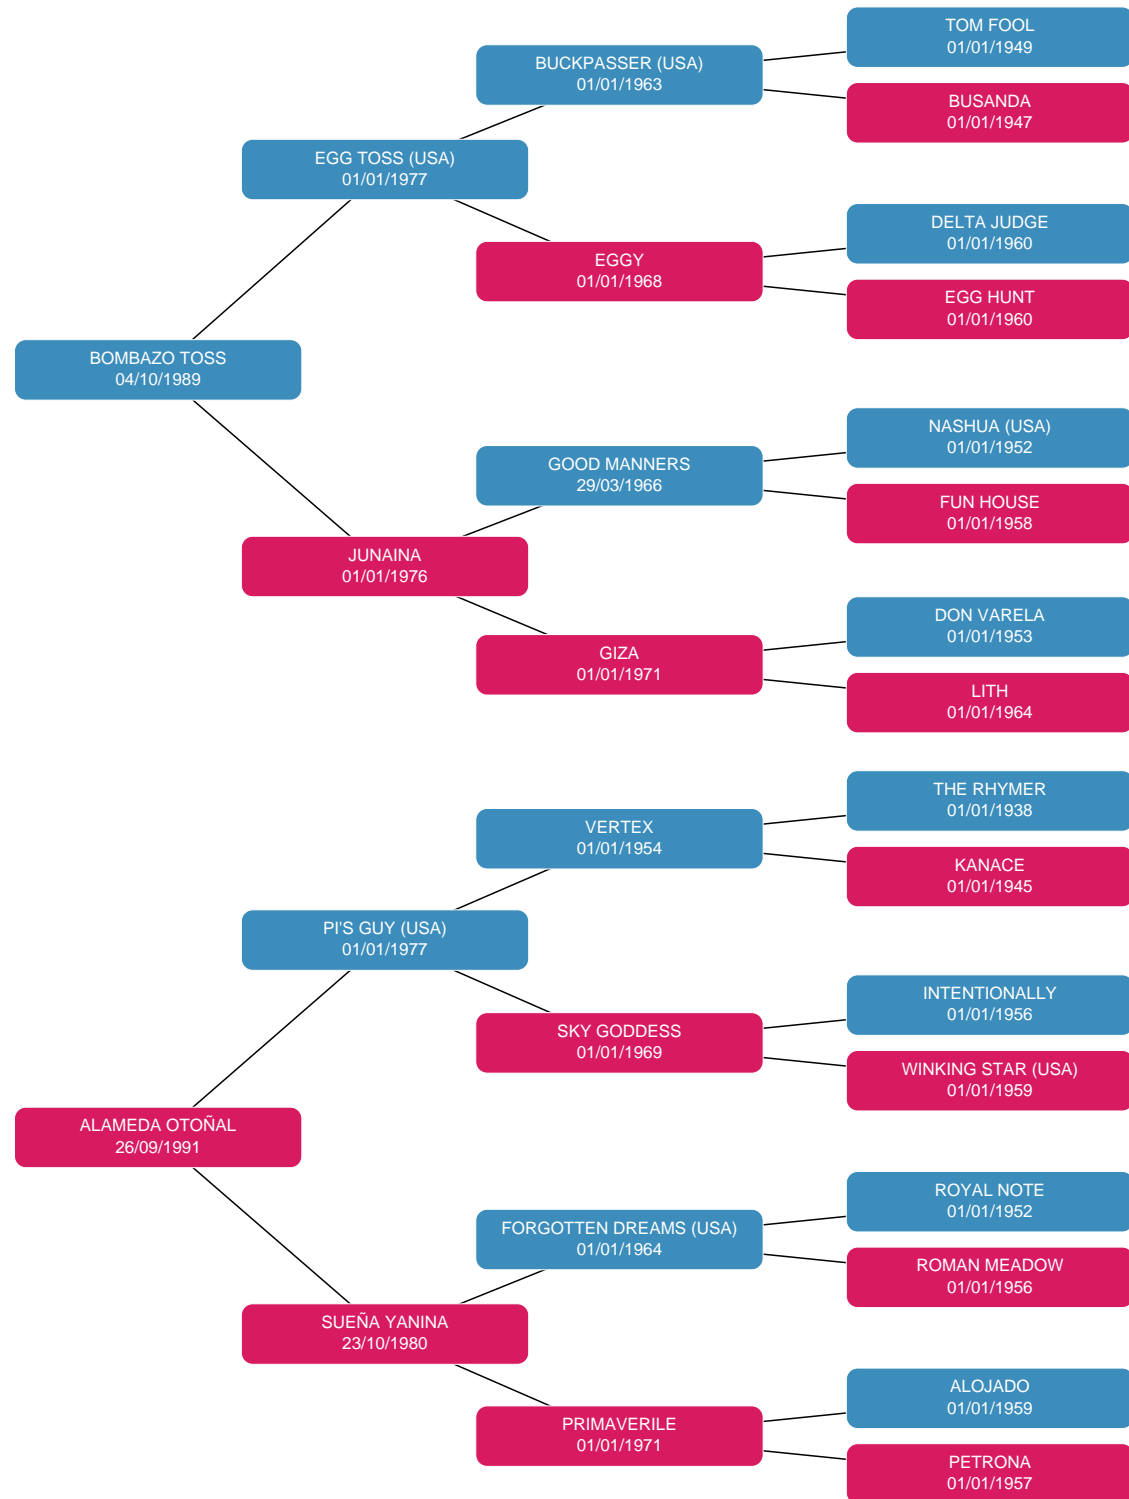 TOM FOOL
01/01/1949
BUCKPASSER (USA)
01/01/1963
BUSANDA
01/01/1947
EGG TOSS (USA)
01/01/1977
DELTA JUDGE
01/01/1960
EGGY
01/01/1968
EGG HUNT
01/01/1960
BOMBAZO TOSS
04/10/1989
NASHUA (USA)
01/01/1952
GOOD MANNERS
29/03/1966
FUN HOUSE
01/01/1958
JUNAINA
01/01/1976
DON VARELA
01/01/1953
GIZA
01/01/1971
LITH
01/01/1964
THE RHYMER
01/01/1938
VERTEX
01/01/1954
KANACE
01/01/1945
PI'S GUY (USA)
01/01/1977
INTENTIONALLY
01/01/1956
SKY GODDESS
01/01/1969
WINKING STAR (USA)
01/01/1959
ALAMEDA OTOÑAL
26/09/1991
ROYAL NOTE
01/01/1952
FORGOTTEN DREAMS (USA)
01/01/1964
ROMAN MEADOW
01/01/1956
SUEÑA YANINA
23/10/1980
ALOJADO
01/01/1959
PRIMAVERILE
01/01/1971
PETRONA
01/01/1957